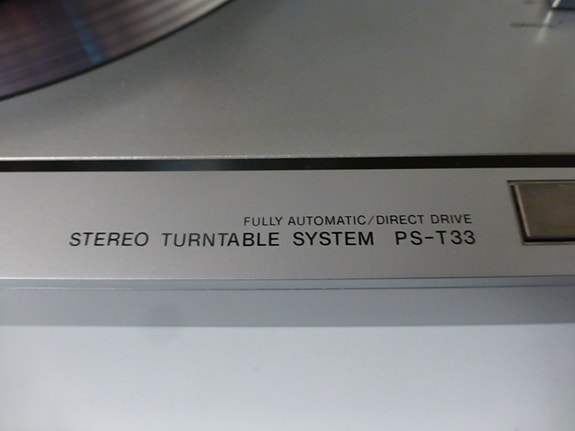 FULLY AUTOMATIC/DIRECT DRIVE
STEREO TURNTABLE SYSTEM PS-T33